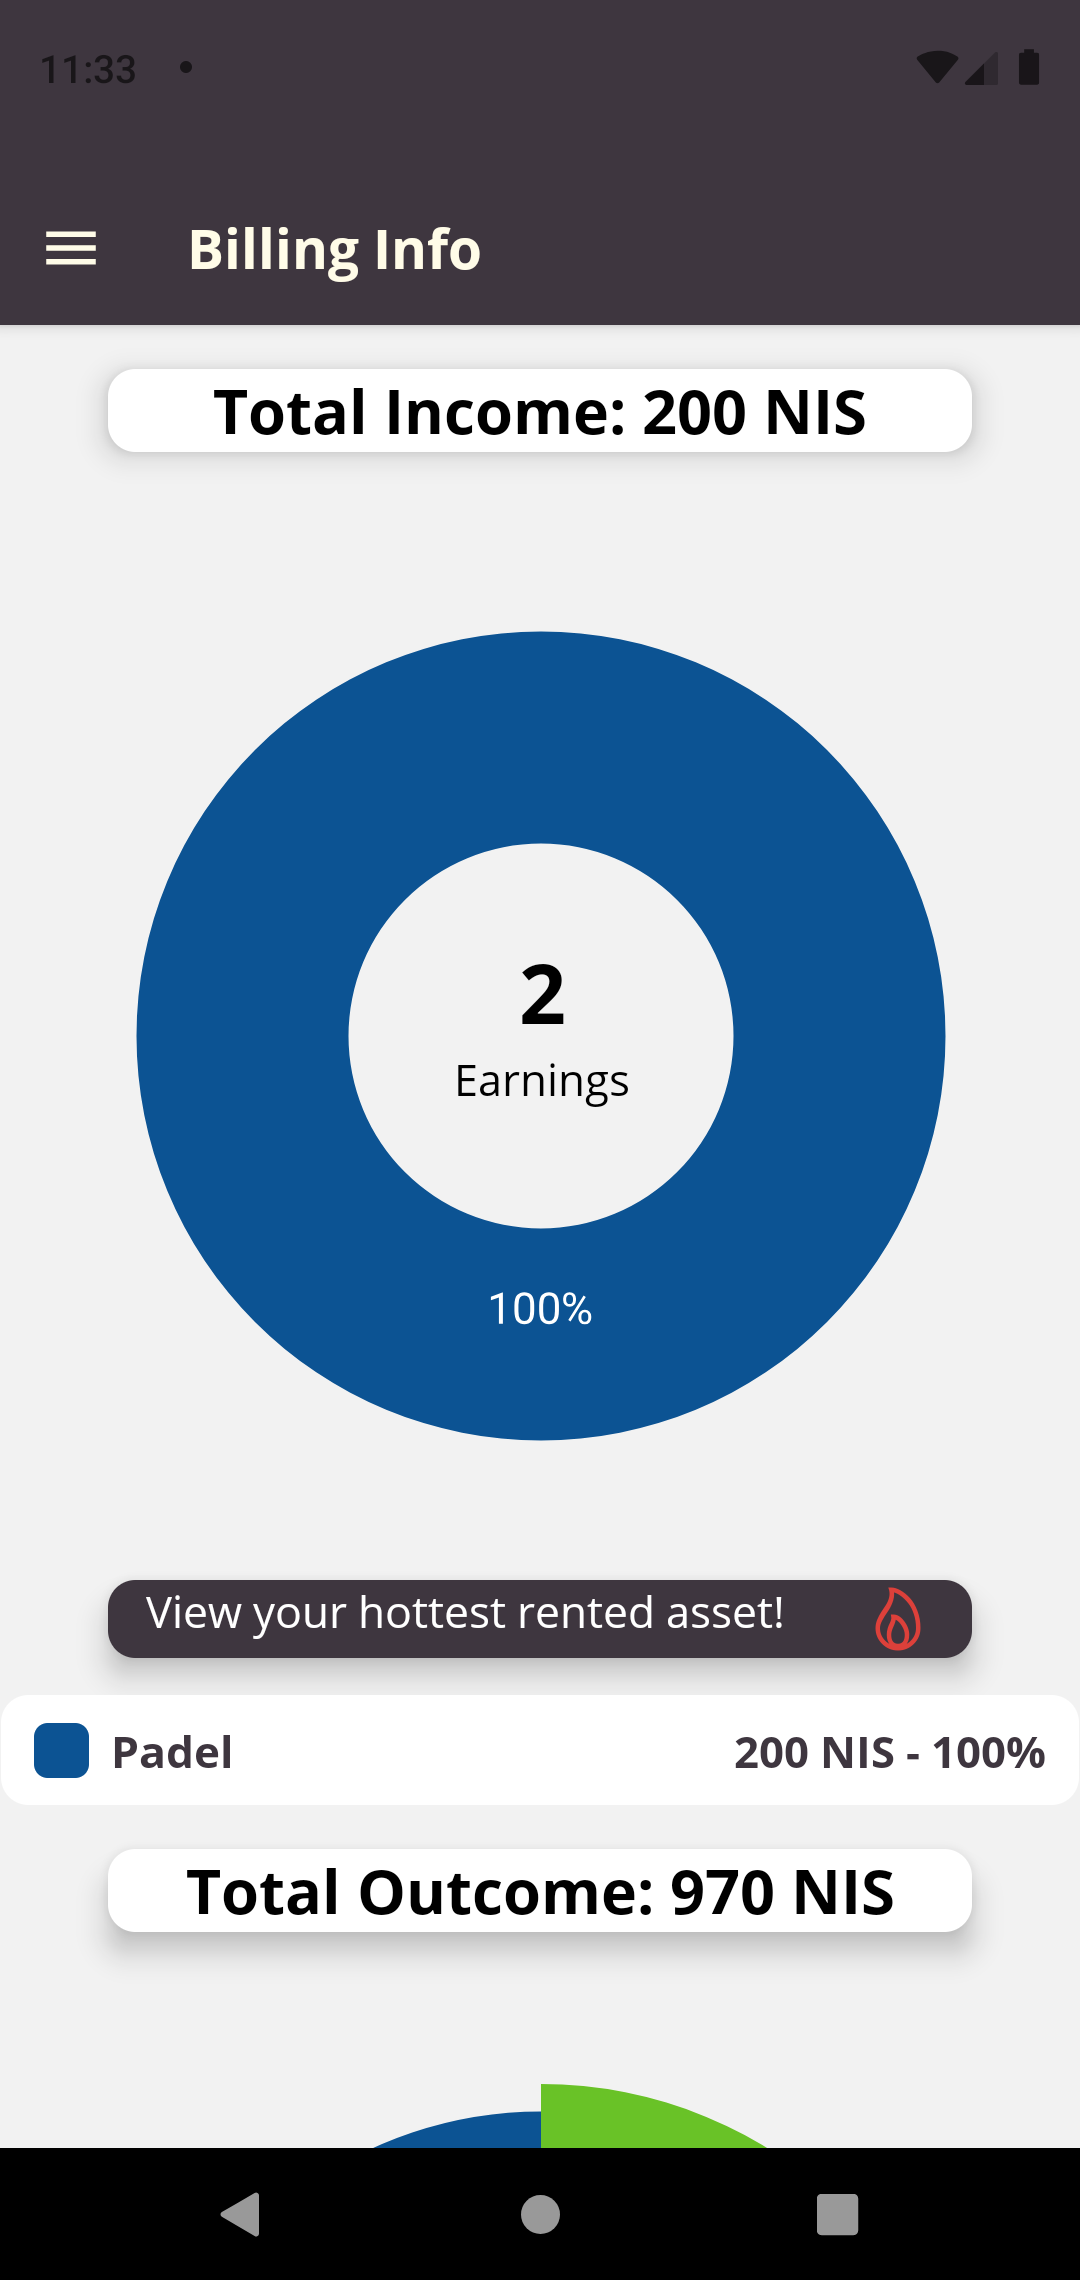 11:33
Billing Info
Total Income: 200 NIS
2
Earnings
100%
View your hottest rented asset!
Padel 200 NIS - 100%
Total Outcome: 970 NIS